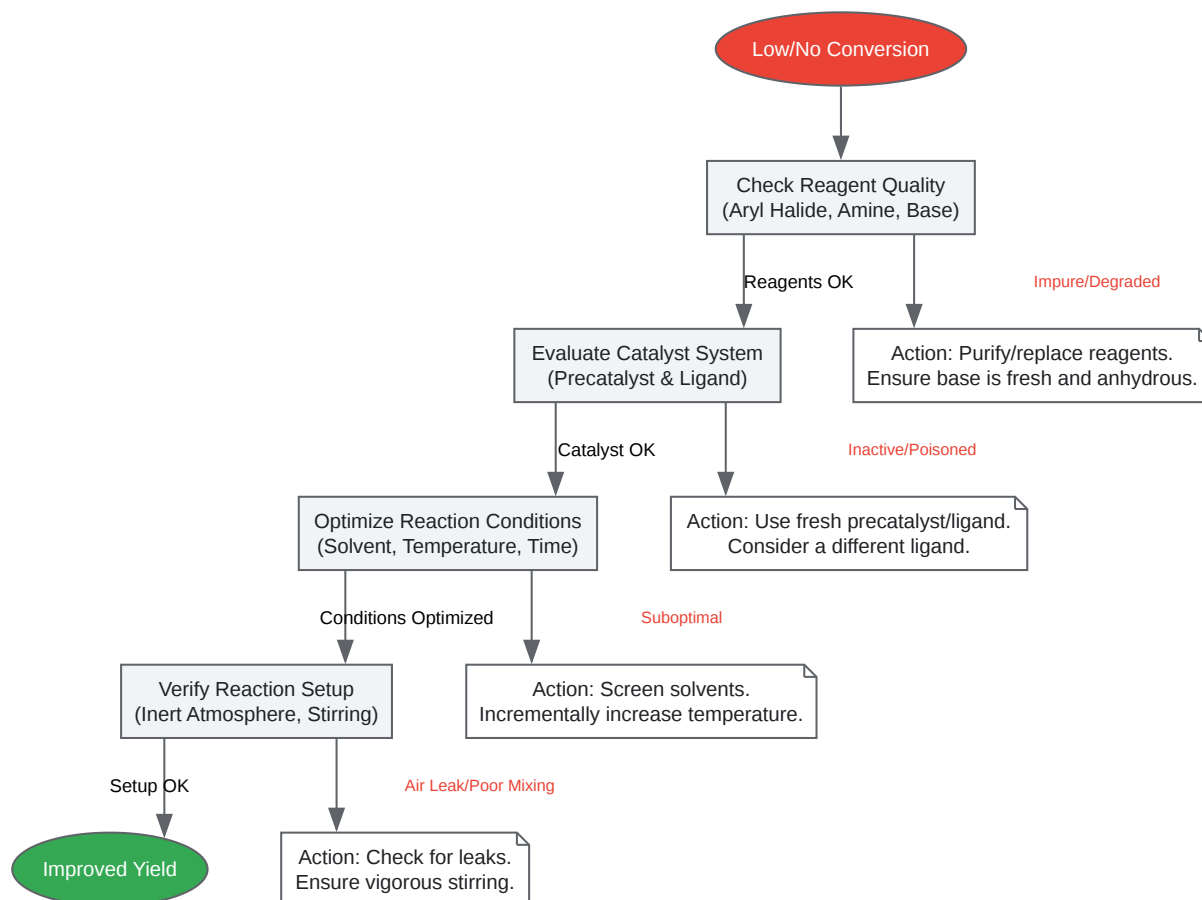 Low/No Conversion
Check Reagent Quality
(Aryl Halide, Amine, Base)
Reagents OK
Impure/Degraded
Evaluate Catalyst System
(Precatalyst & Ligand)
Action: Purify/replace reagents.
Ensure base is fresh and anhydrous.
Catalyst OK
Inactive/Poisoned
Optimize Reaction Conditions
(Solvent, Temperature, Time)
Action: Use fresh precatalyst/ligand.
Consider a different ligand.
Conditions Optimized
Suboptimal
Verify Reaction Setup
(Inert Atmosphere, Stirring)
Action: Screen solvents.
Incrementally increase temperature.
Setup OK
Air Leak/Poor Mixing
Improved Yield
Action: Check for leaks.
Ensure vigorous stirring.